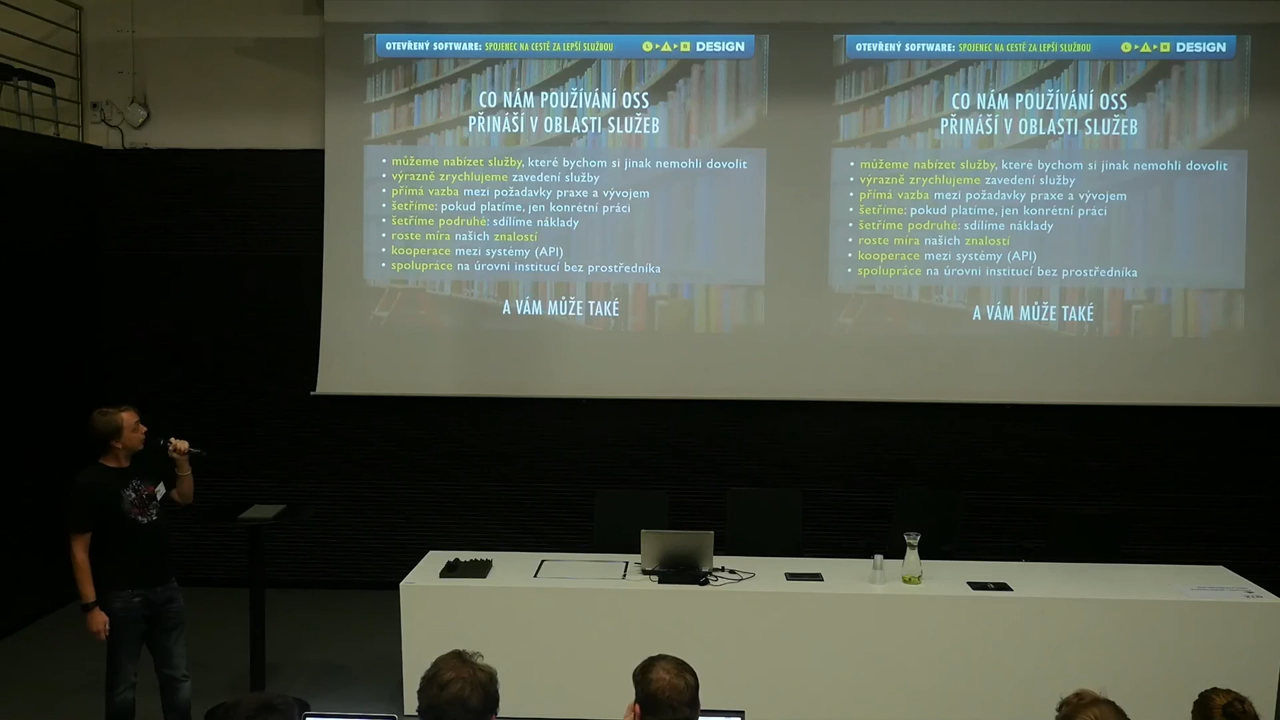 OTEVŘENÝ SOFTWARE: SPOJENEC NA CESTĚ ZA LEPŠÍ SLUŽBOU DESIGN
CO NÁM POUŽÍVÁNÍ OSS
PŘINÁŠÍ V OBLASTI SLUŽEB
• můžeme nabízet služby, které bychom si jinak nemohli dovolit
• výrazně zrychlujeme zavedení služby
• přímá vazba mezi požadavky praxe a vývojem
• šetříme: pokud platíme, jen konrétní práci
• šetříme podruhé: sdílíme náklady
• roste míra našich znalostí
• kooperace mezi systémy (API)
• spolupráce na úrovni institucí bez prostředníka
A VÁM MŮŽE TAKÉ
OTEVŘENÝ SOFTWARE: SPOJENEC NA CESTĚ ZA LEPŠÍ SLUŽBOU DESIGN
CO NÁM POUŽÍVÁNÍ OSS
PŘINÁŠÍ V OBLASTI SLUŽEB
• můžeme nabízet služby, které bychom si jinak nemohli dovolit
• výrazně zrychlujeme zavedení služby
• přímá vazba mezi požadavky praxe a vývojem
• šetříme: pokud platíme, jen konrétní práci
• šetříme podruhé: sdílíme náklady
• roste míra našich znalostí
• kooperace mezi systémy (API)
• spolupráce na úrovni institucí bez prostředníka
A VÁM MŮŽE TAKÉ